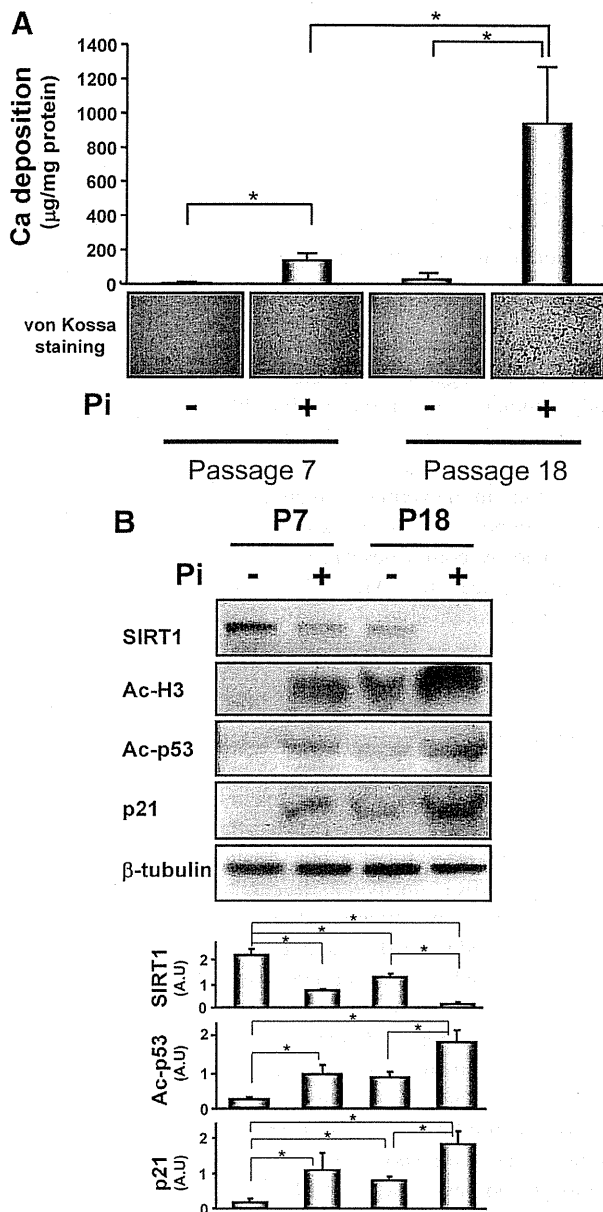 A
Ca deposition
(µg/mg protein)
1400
1200
1000
800
600
400
200
0
*
*
*
von Kossa
staining
Pi - + - +
Passage 7 Passage 18
B
P7 P18
Pi - + - +
SIRT1
Ac-H3
Ac-p53
p21
β-tubulin
SIRT1
(A.U)
2
1
0
*
*
*
*
Ac-p53
(A.U)
2
1
0
*
*
*
p21
(A.U)
2
1
0
*
*
*
*